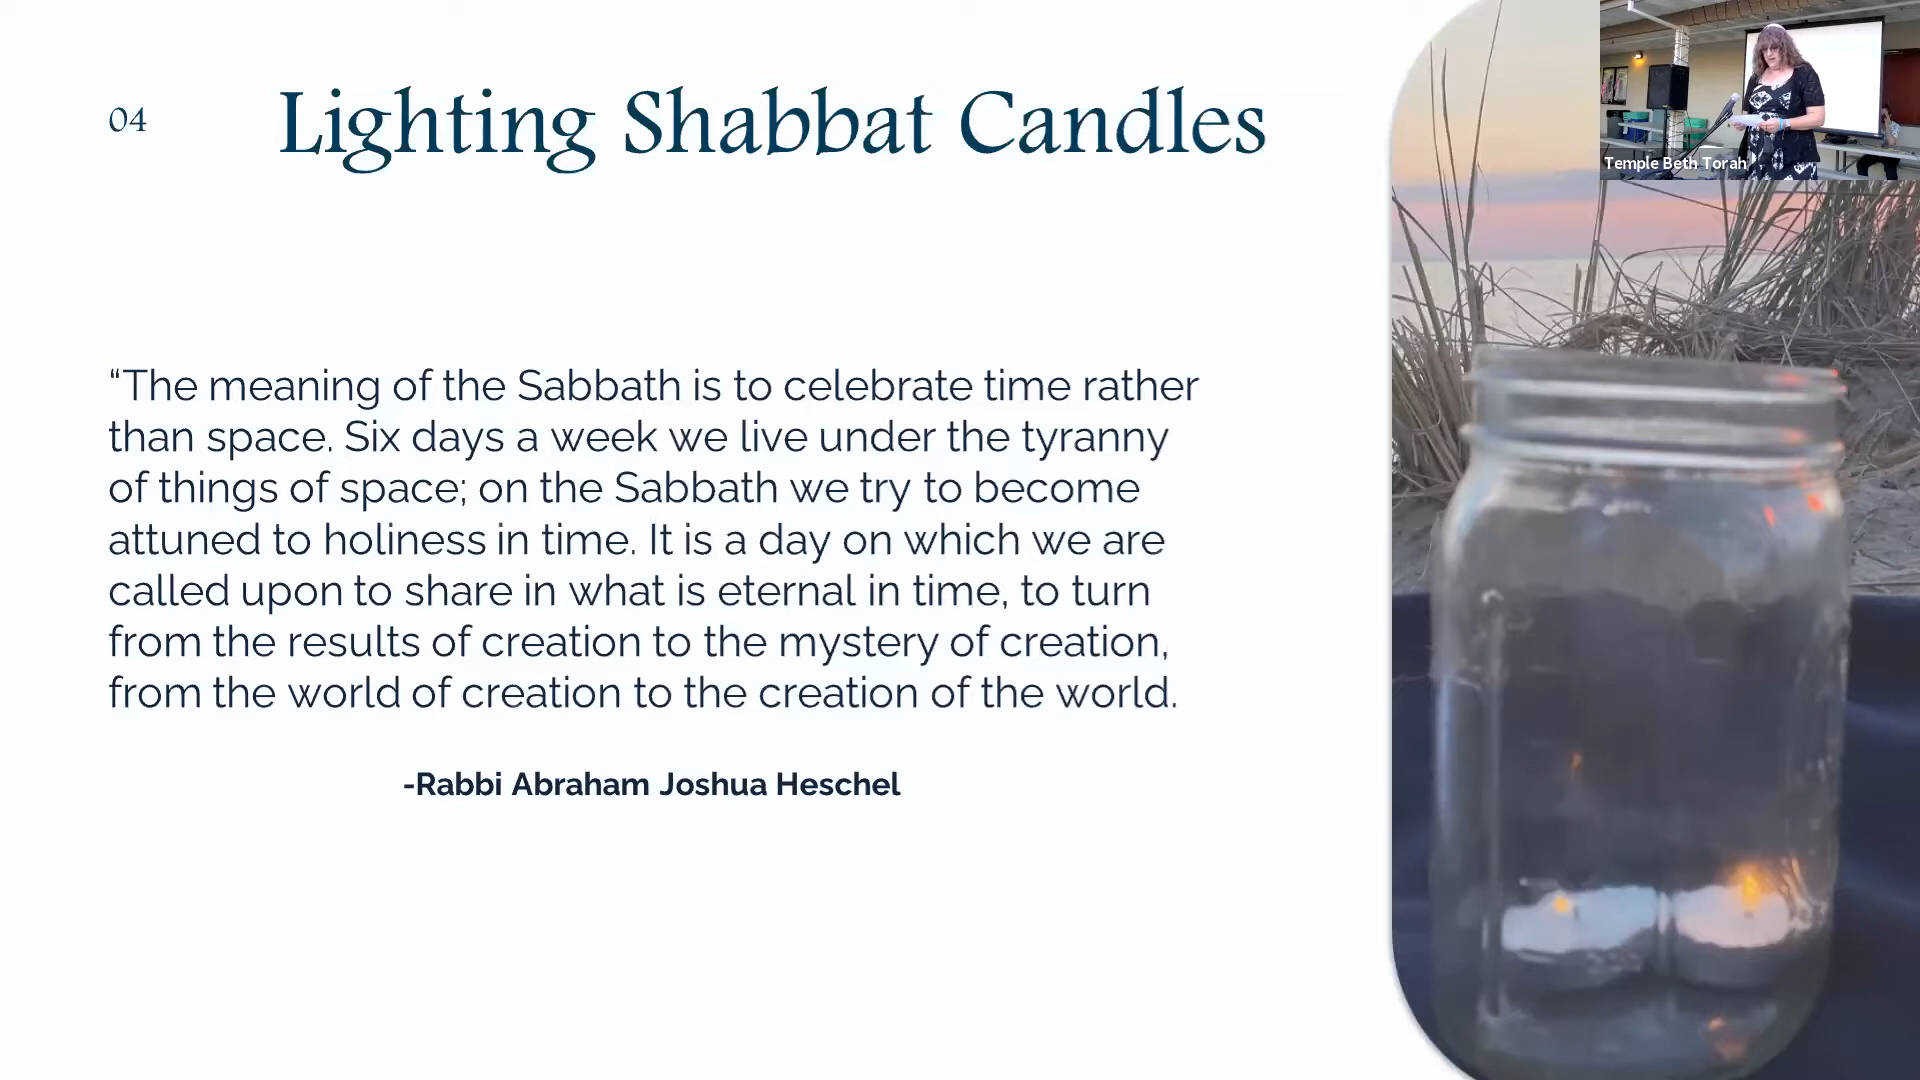 04
Lighting Shabbat Candles
Temple Beth Torah
“The meaning of the Sabbath is to celebrate time rather
than space. Six days a week we live under the tyranny
of things of space; on the Sabbath we try to become
attuned to holiness in time. It is a day on which we are
called upon to share in what is eternal in time, to turn
from the results of creation to the mystery of creation,
from the world of creation to the creation of the world.
-Rabbi Abraham Joshua Heschel